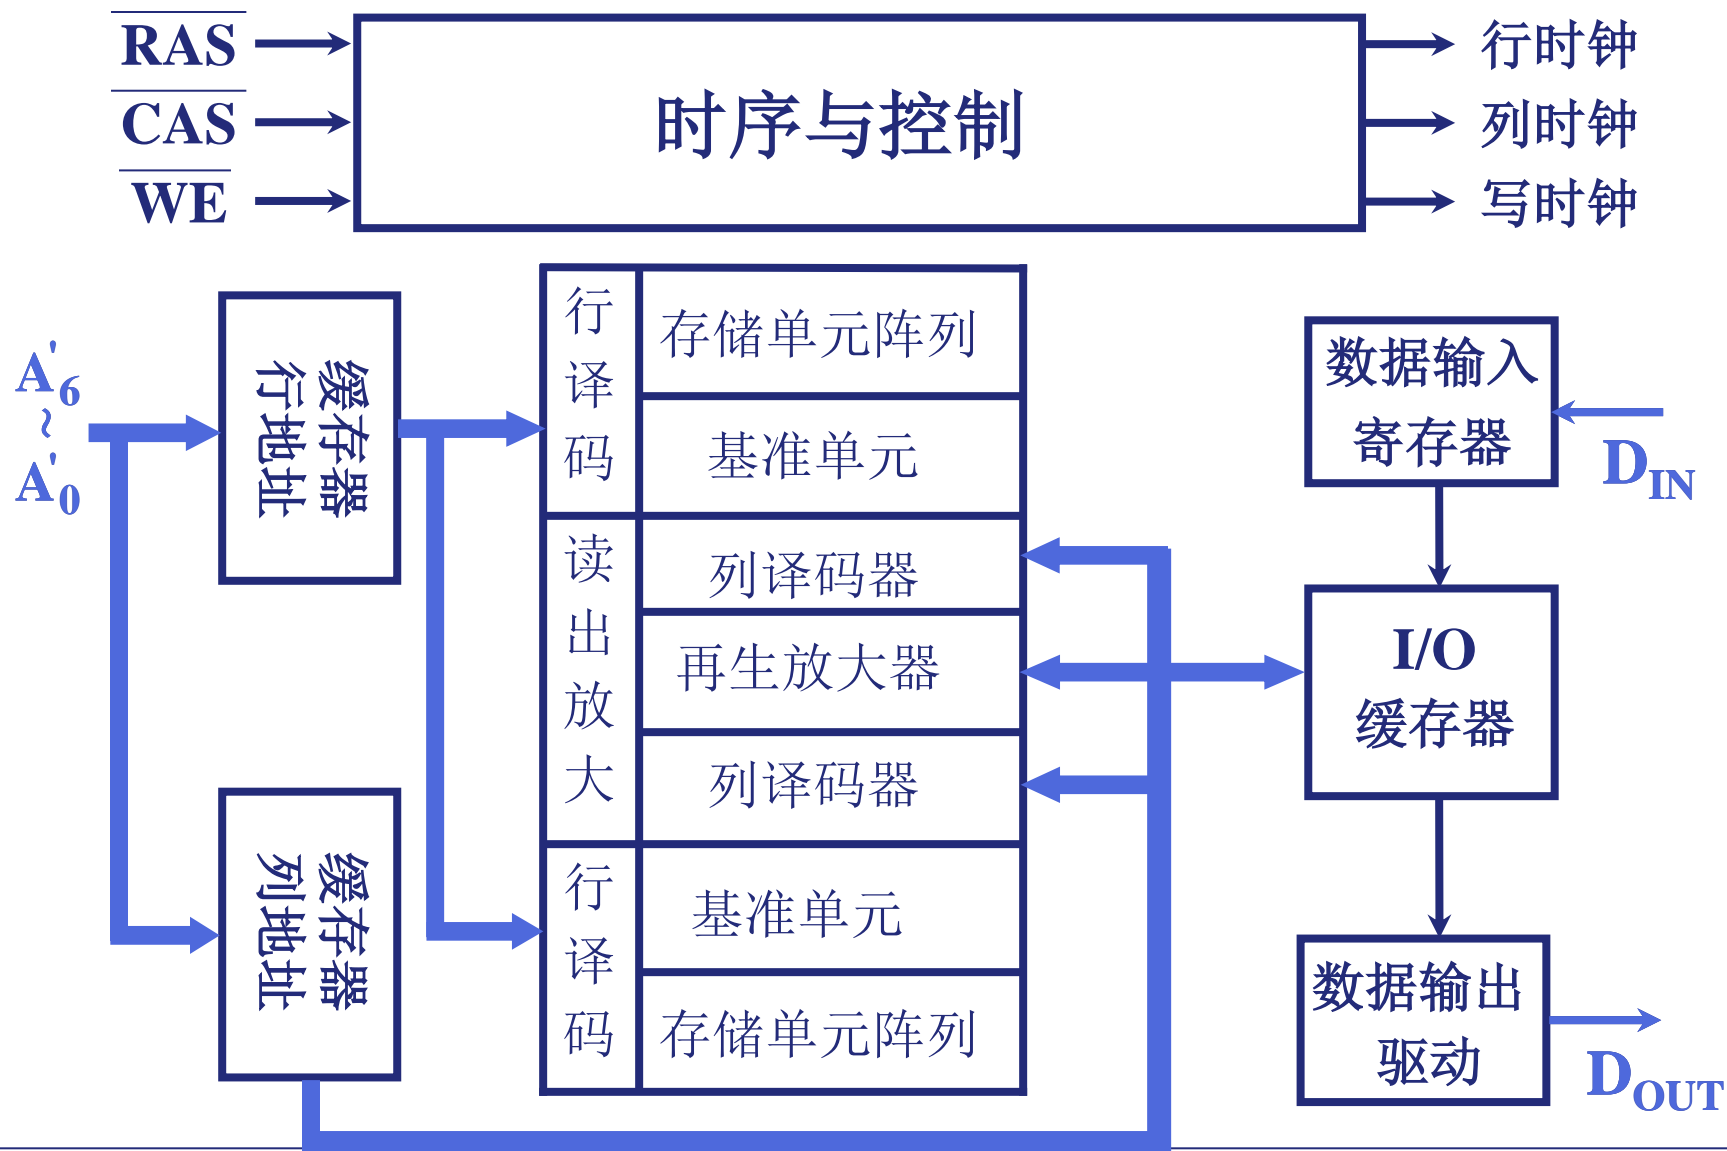 RAS
CAS
WE
时序与控制
行时钟
列时钟
写时钟
A'6
~
A'0
行地址
缓存器
列地址
缓存器
行译码
读出放大
行译码
存储单元阵列
基准单元
列译码器
再生放大器
列译码器
基准单元
存储单元阵列
数据输入
寄存器
DIN
I/O
缓存器
数据输出
驱动
DOUT